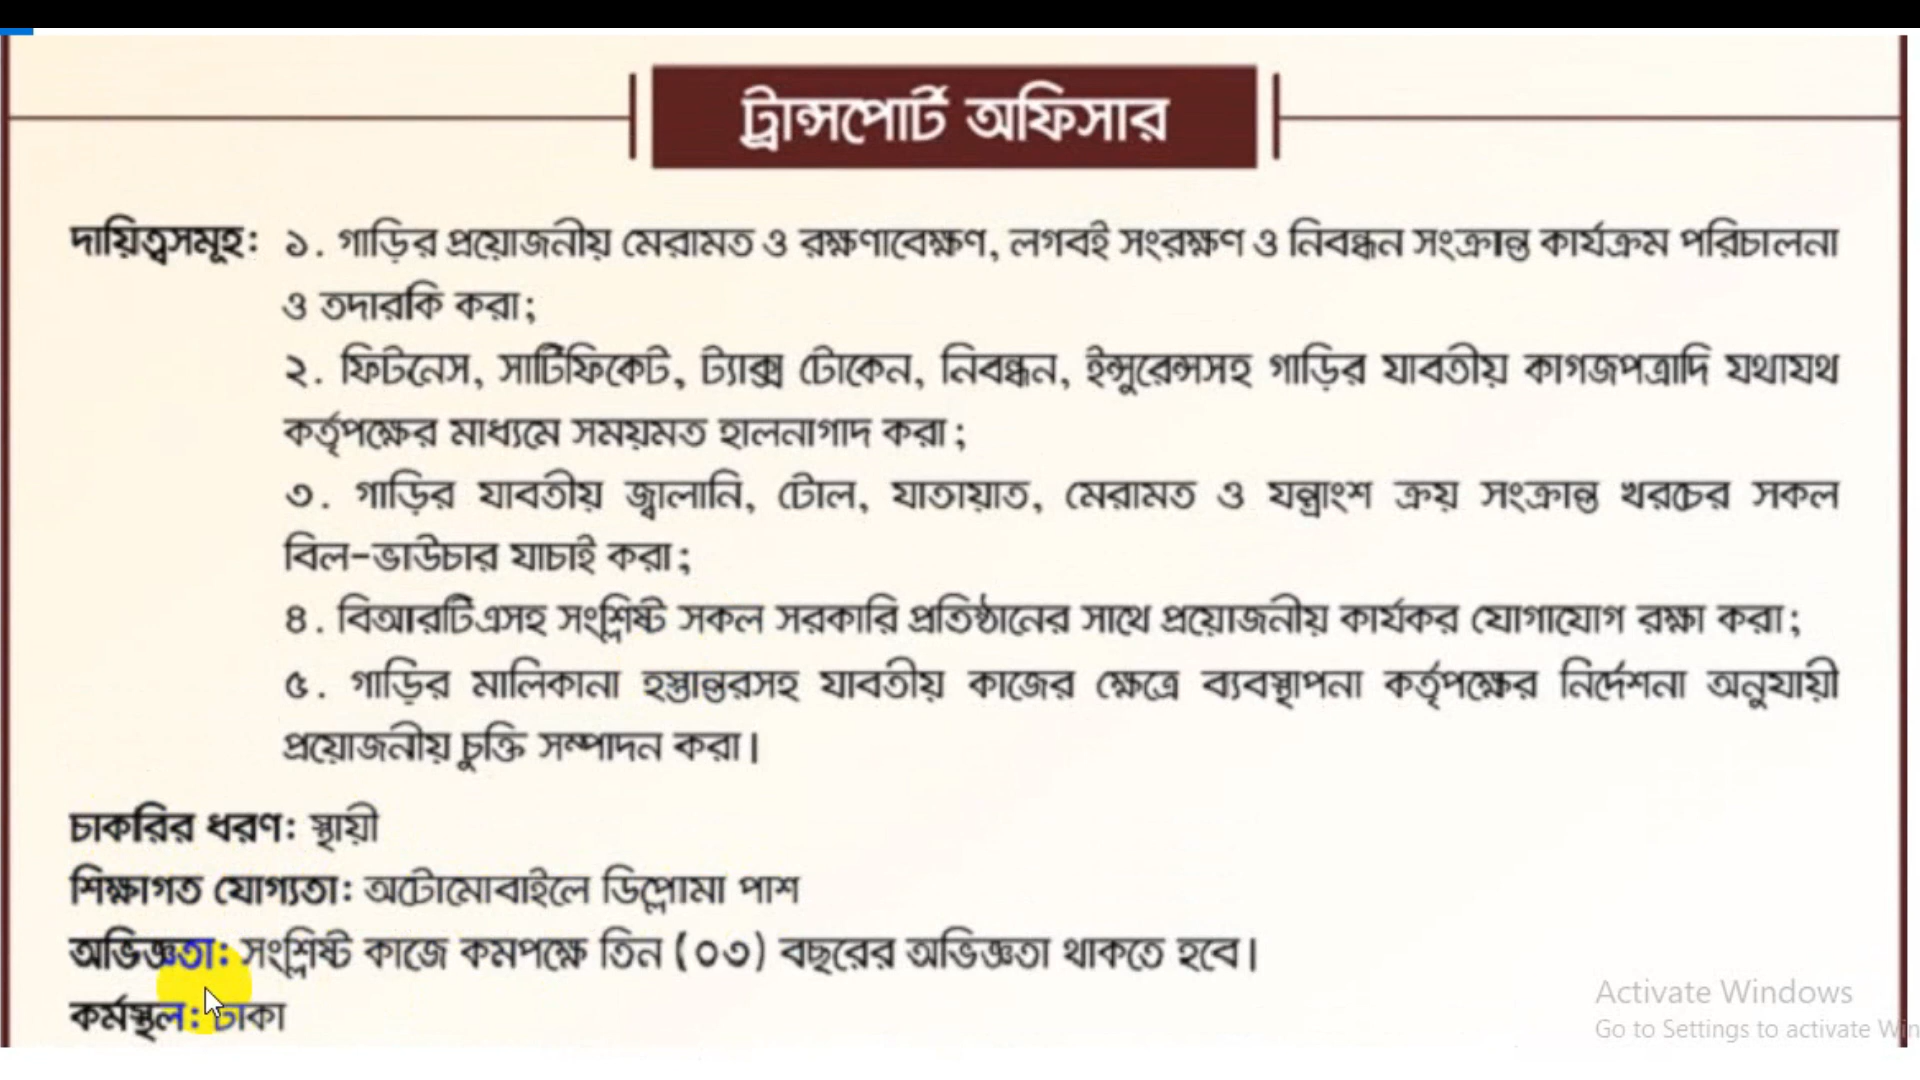 ট্রান্সপোর্ট অফিসার
দায়িত্বসমূহ: ১. গাড়ির প্রয়োজনীয় মেরামত ও রক্ষণাবেক্ষণ, লগবই সংরক্ষণ ও নিবন্ধন সংক্রান্ত কার্যক্রম পরিচালনা
ও তদারকি করা;
২. ফিটনেস, সার্টিফিকেট, ট্যাক্স টোকেন, নিবন্ধন, ইন্সুরেন্সসহ গাড়ির যাবতীয় কাগজপত্রাদি যথাযথ
কর্তৃপক্ষের মাধ্যমে সময়মত হালনাগাদ করা;
৩. গাড়ির যাবতীয় জ্বালানি, টোল, যাতায়াত, মেরামত ও যন্ত্রাংশ ক্রয় সংক্রান্ত খরচের সকল
বিল-ভাউচার যাচাই করা;
৪. বিআরটিএসহ সংশ্লিষ্ট সকল সরকারি প্রতিষ্ঠানের সাথে প্রয়োজনীয় কার্যকর যোগাযোগ রক্ষা করা;
৫. গাড়ির মালিকানা হস্তান্তরসহ যাবতীয় কাজের ক্ষেত্রে ব্যবস্থাপনা কর্তৃপক্ষের নির্দেশনা অনুযায়ী
প্রয়োজনীয় চুক্তি সম্পাদন করা।
চাকরির ধরণ: স্থায়ী
শিক্ষাগত যোগ্যতা: অটোমোবাইলে ডিপ্লোমা পাশ
অভিজ্ঞতা: সংশ্লিষ্ট কাজে কমপক্ষে তিন (০৩) বছরের অভিজ্ঞতা থাকতে হবে।
কর্মস্থল: ঢাকা
Activate Windows
Go to Settings to activate Win